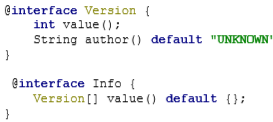 @interface Version {
    int value();
    String author() default "UNKNOWN"
}
@interface Info {
    Version[] value() default {};
}